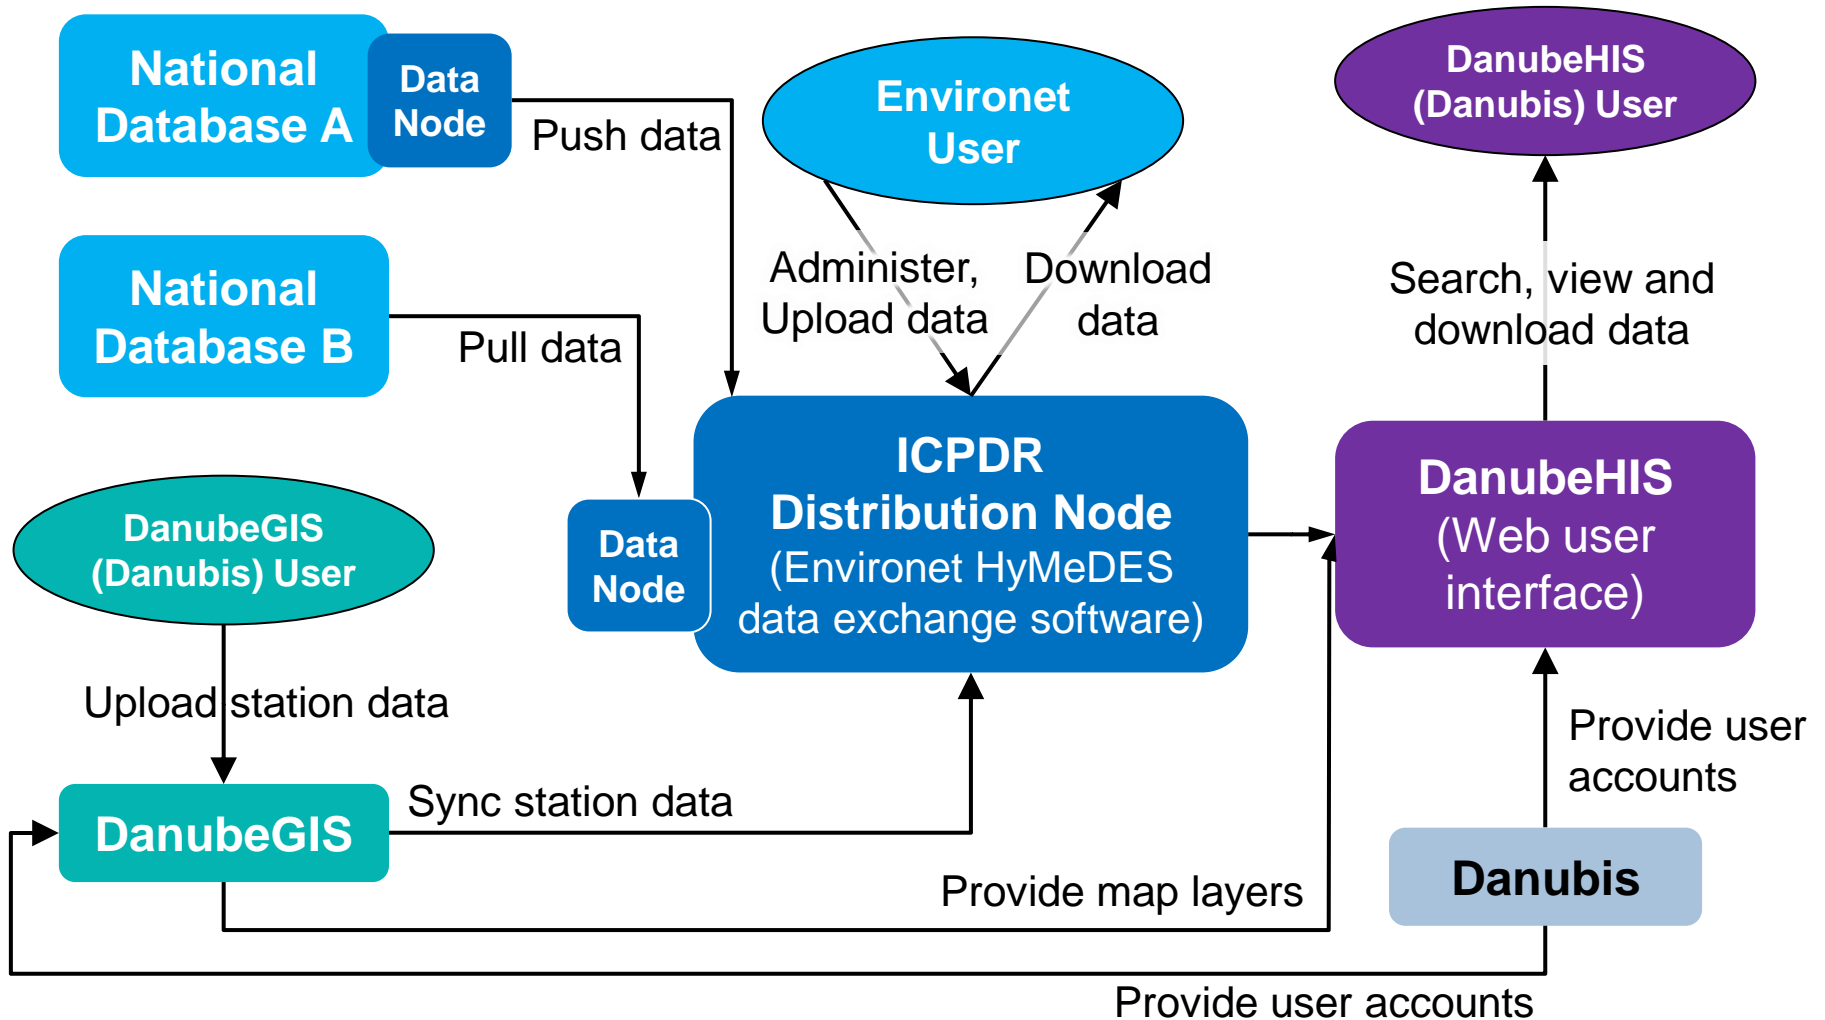 National
Database A
Data
Node
Push data
Environet
User
DanubeHIS
(Danubis) User
National
Database B
Pull data
Administer,
Upload data
Download
data
Search, view and
download data
DanubeGIS
(Danubis) User
Data
Node
ICPDR
Distribution Node
(Environet HyMeDES
data exchange software)
DanubeHIS
(Web user
interface)
Upload station data
Provide user
accounts
DanubeGIS
Sync station data
Provide map layers
Danubis
Provide user accounts